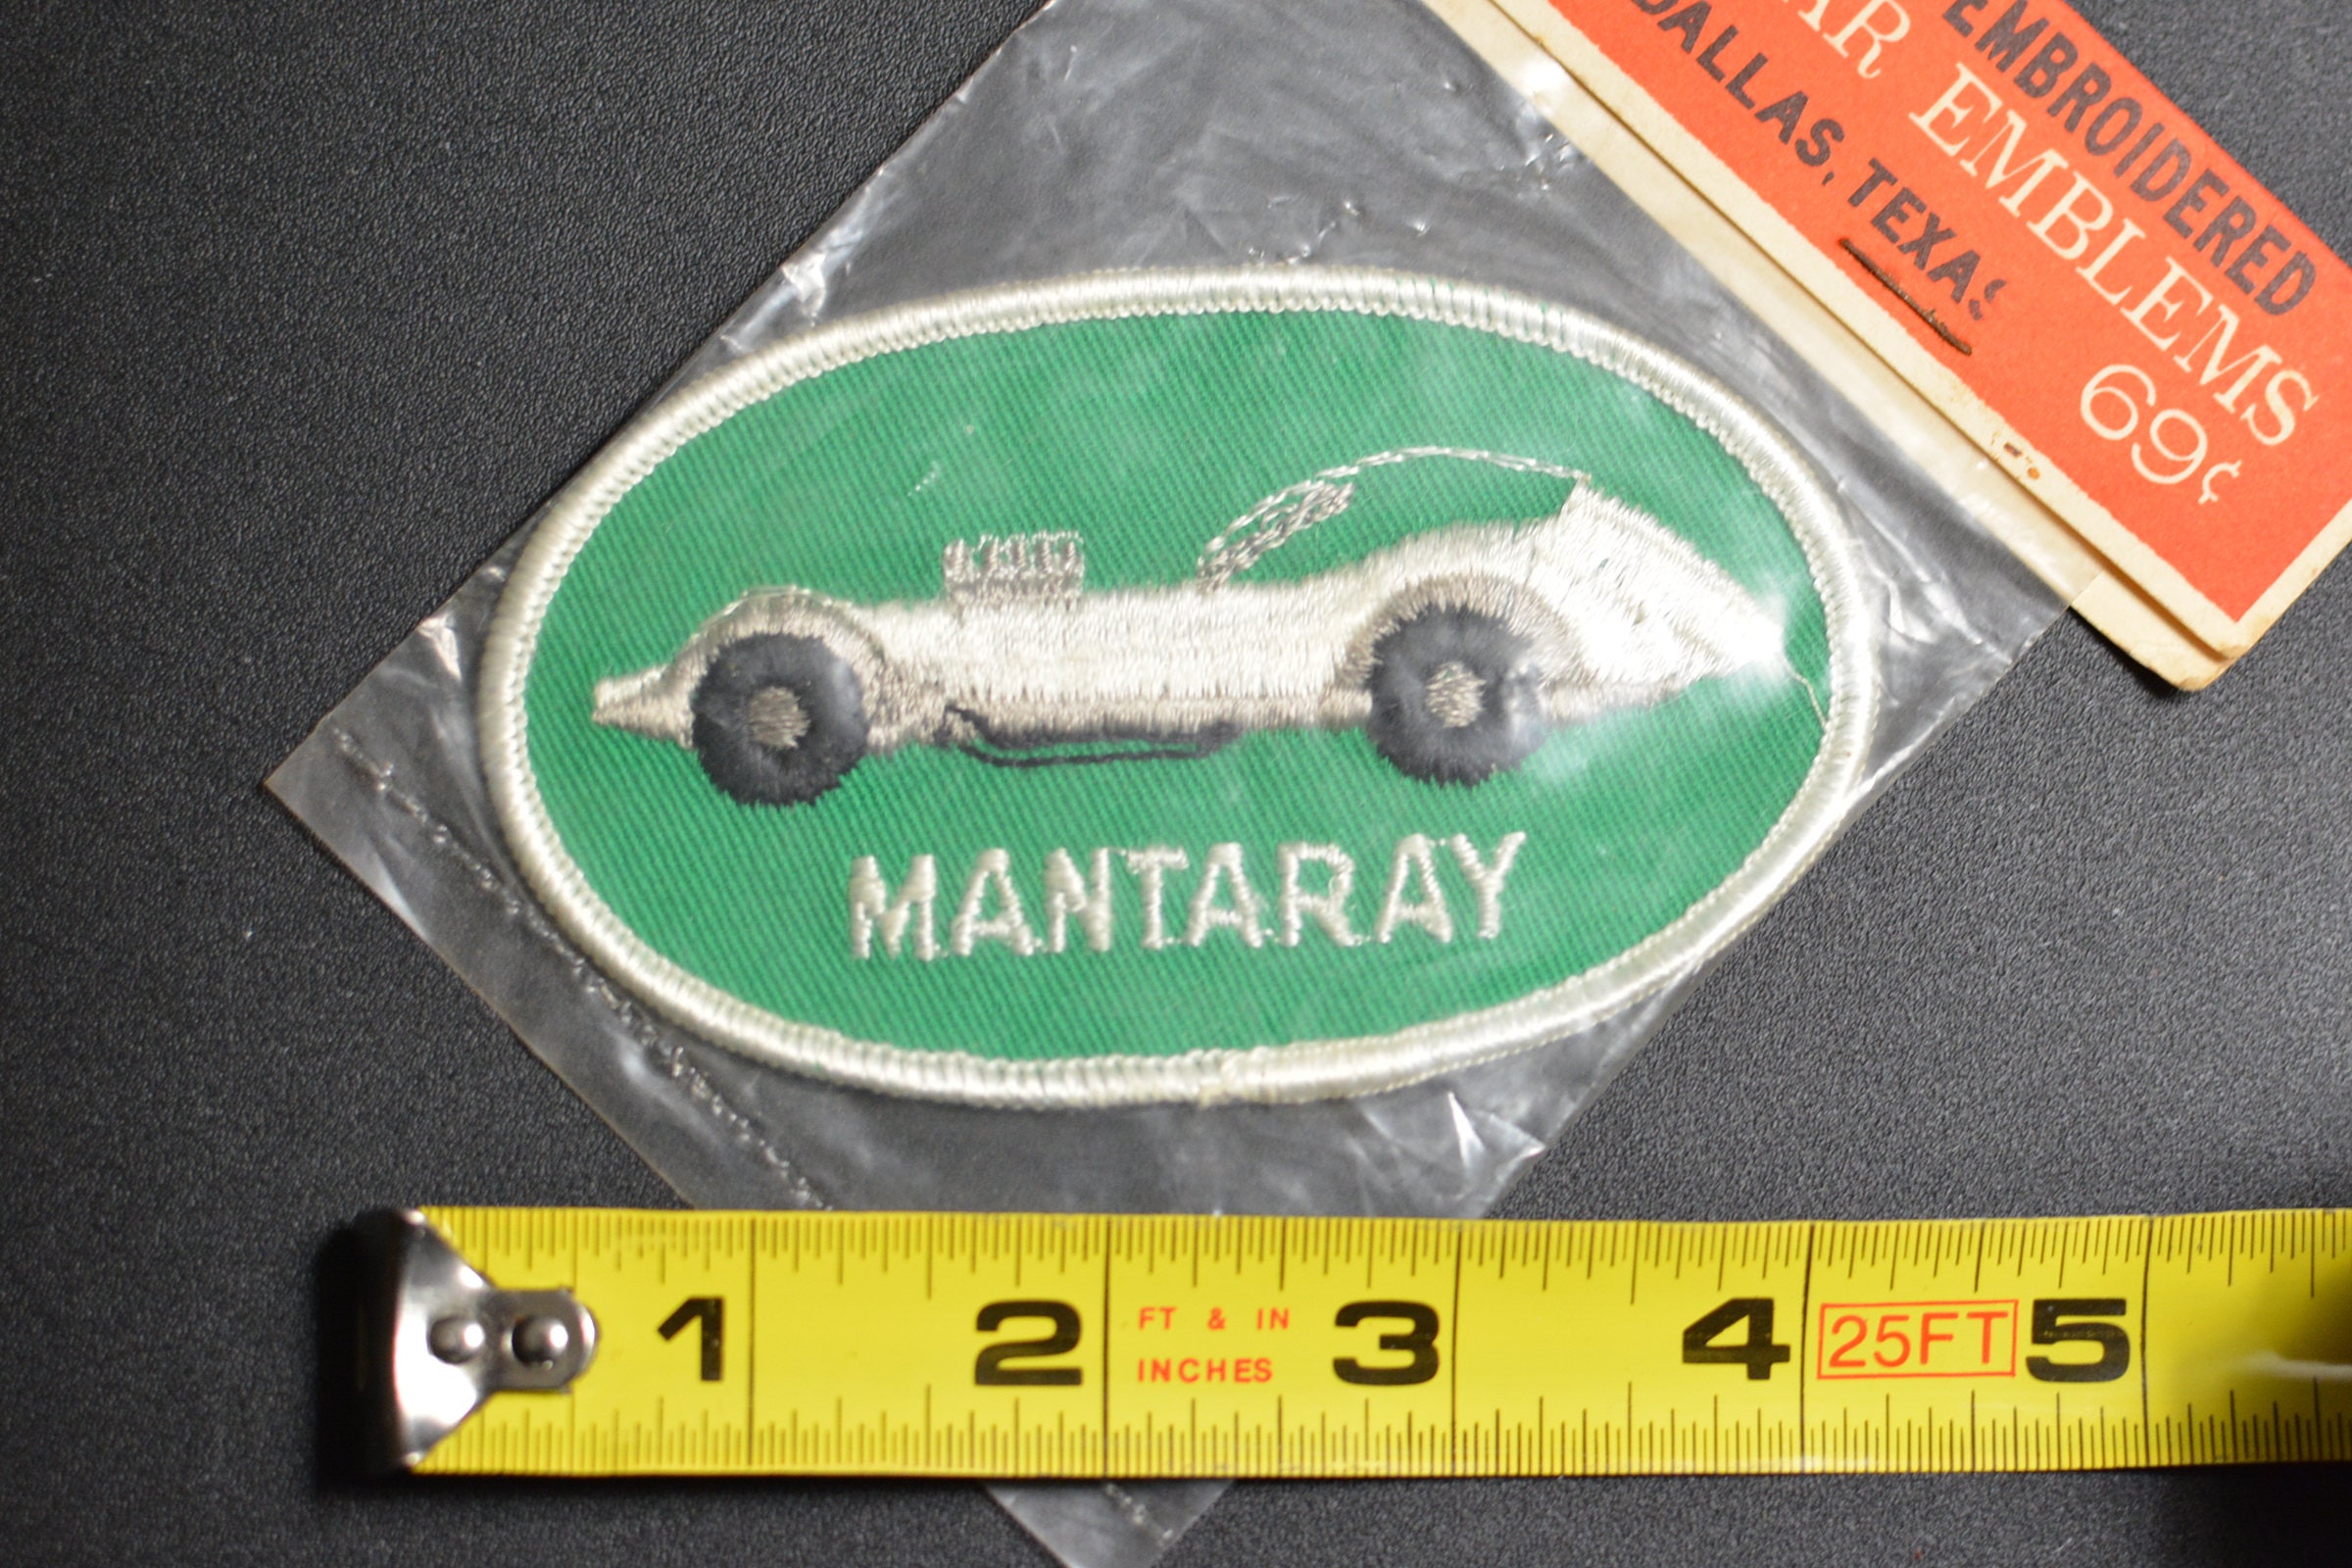 EMBROIDERED
EMBLEMS
DALLAS, TEXAS
69¢
MANTARAY
1 2 FT & IN 3 4 25FT 5
INCHES